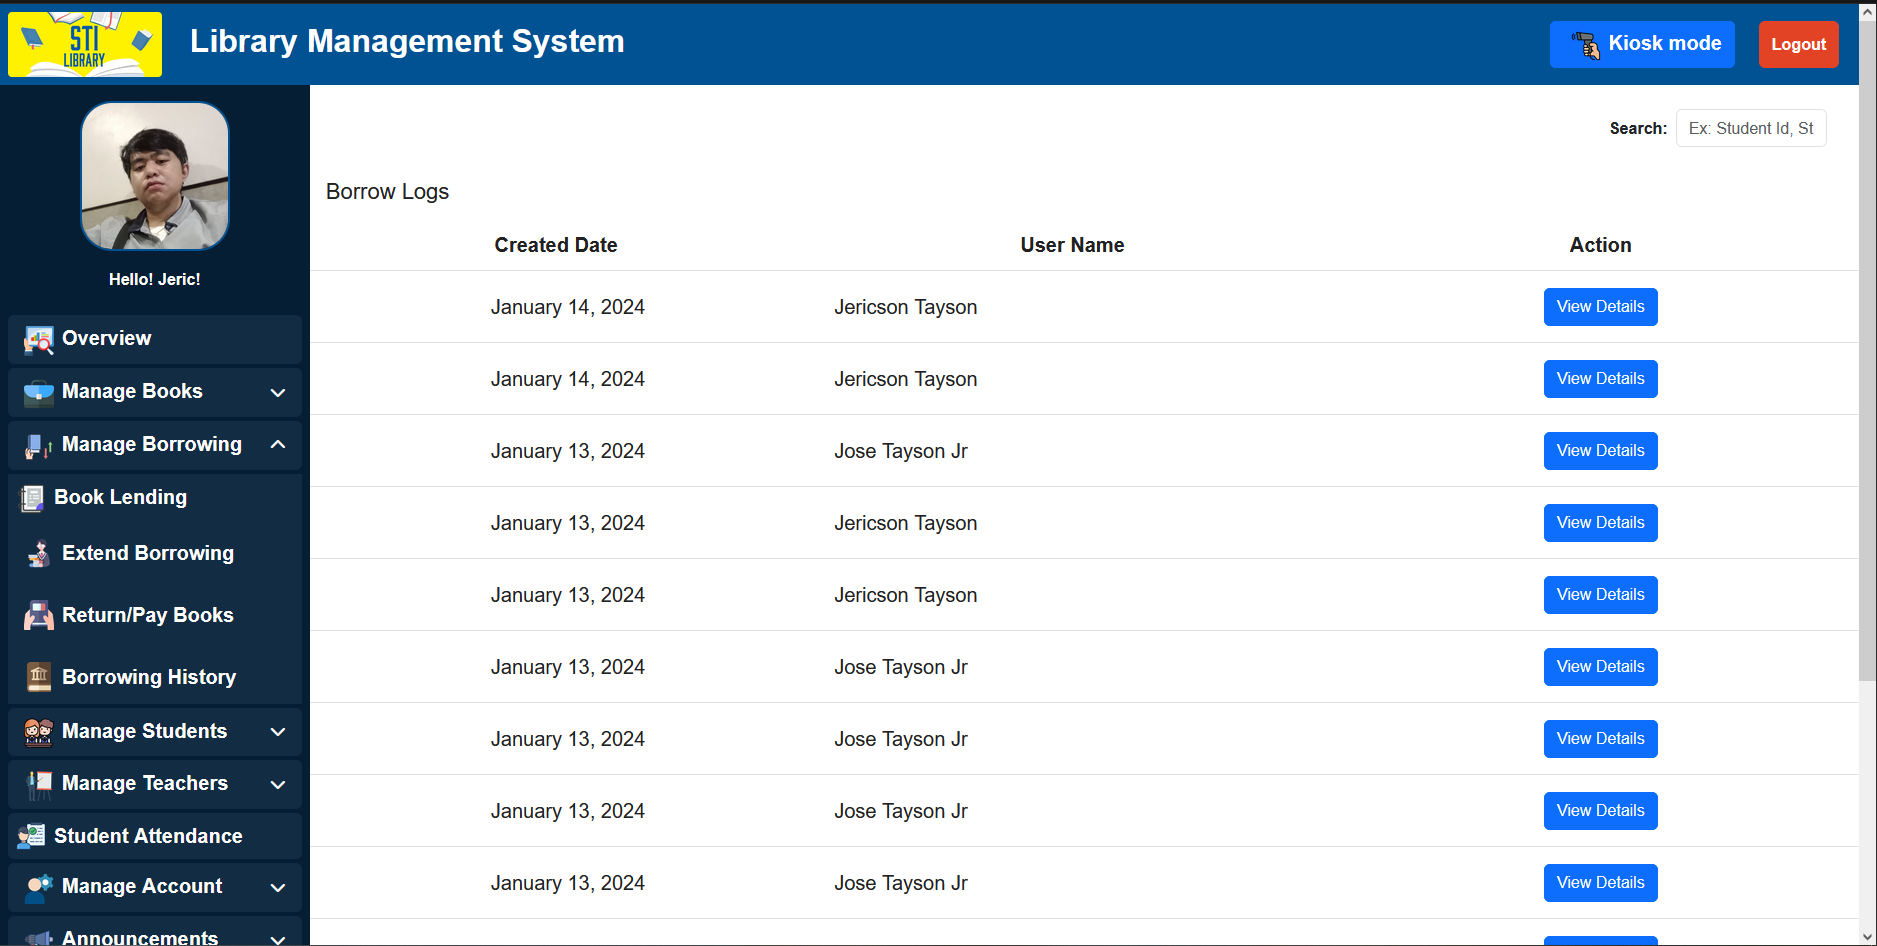 STI
LIBRARY
Library Management System
Kiosk mode
Logout
Hello! Jeric!
Overview
Manage Books
Manage Borrowing
Book Lending
Extend Borrowing
Return/Pay Books
Borrowing History
Manage Students
Manage Teachers
Student Attendance
Manage Account
Announcements
Search: Ex: Student Id, St
Borrow Logs
Created Date User Name Action
January 14, 2024 Jericson Tayson View Details
January 14, 2024 Jericson Tayson View Details
January 13, 2024 Jose Tayson Jr View Details
January 13, 2024 Jericson Tayson View Details
January 13, 2024 Jericson Tayson View Details
January 13, 2024 Jose Tayson Jr View Details
January 13, 2024 Jose Tayson Jr View Details
January 13, 2024 Jose Tayson Jr View Details
January 13, 2024 Jose Tayson Jr View Details